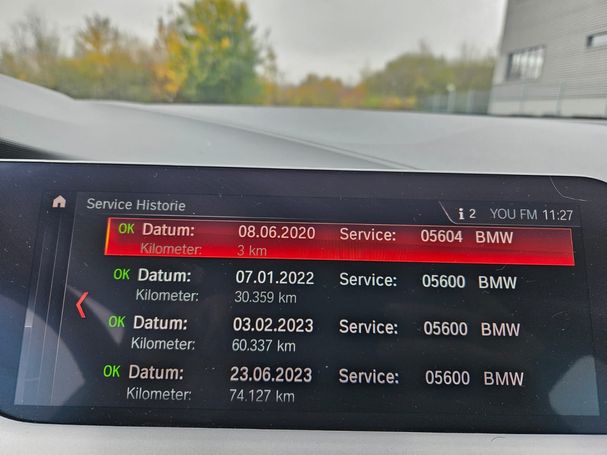 Service Historie
i 2 YOU FM 11:27
OK Datum: 08.06.2020 Service: 05604 BMW
Kilometer: 3 km
OK Datum: 07.01.2022 Service: 05600 BMW
Kilometer: 30.359 km
OK Datum: 03.02.2023 Service: 05600 BMW
Kilometer: 60.337 km
OK Datum: 23.06.2023 Service: 05600 BMW
Kilometer: 74.127 km